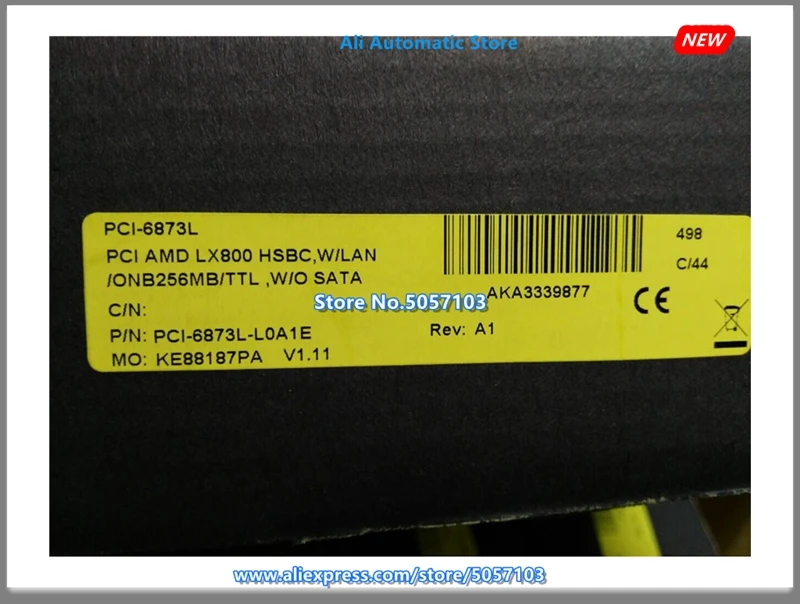 Ali Automatic Store
NEW
PCI-6873L
PCI AMD LX800 HSBC,W/LAN
/ONB256MB/TTL ,W/O SATA
C/N:
P/N: PCI-6873L-L0A1E
MO: KE88187PA V1.11
AKA3339877
Rev: A1
498
C/44
CE
Store No.5057103
www.aliexpress.com/store/5057103